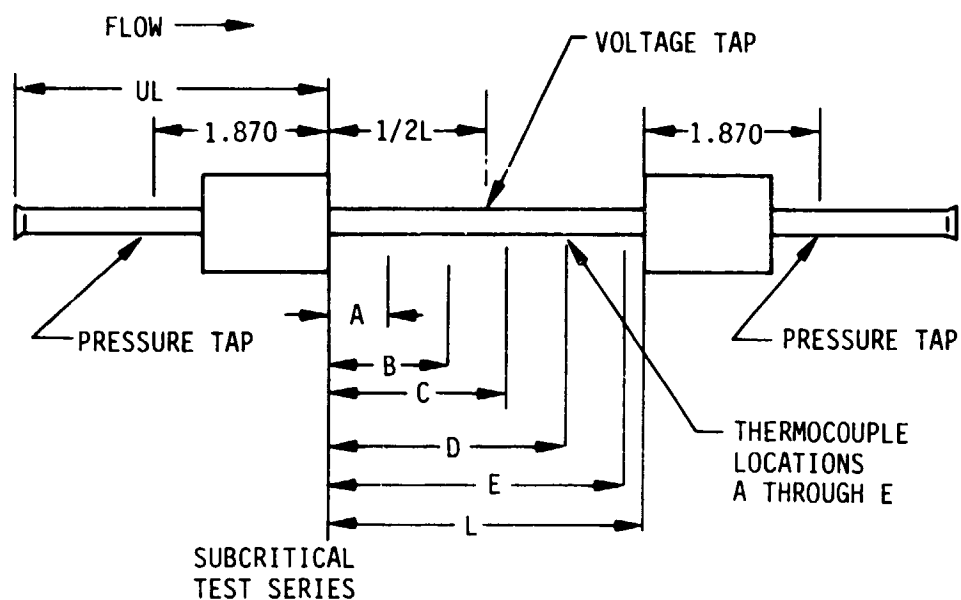 FLOW
VOLTAGE TAP
UL
1.870
1/2L
1.870
A
PRESSURE TAP
PRESSURE TAP
B
C
D
THERMOCOUPLE
LOCATIONS
A THROUGH E
E
L
SUBCRITICAL
TEST SERIES